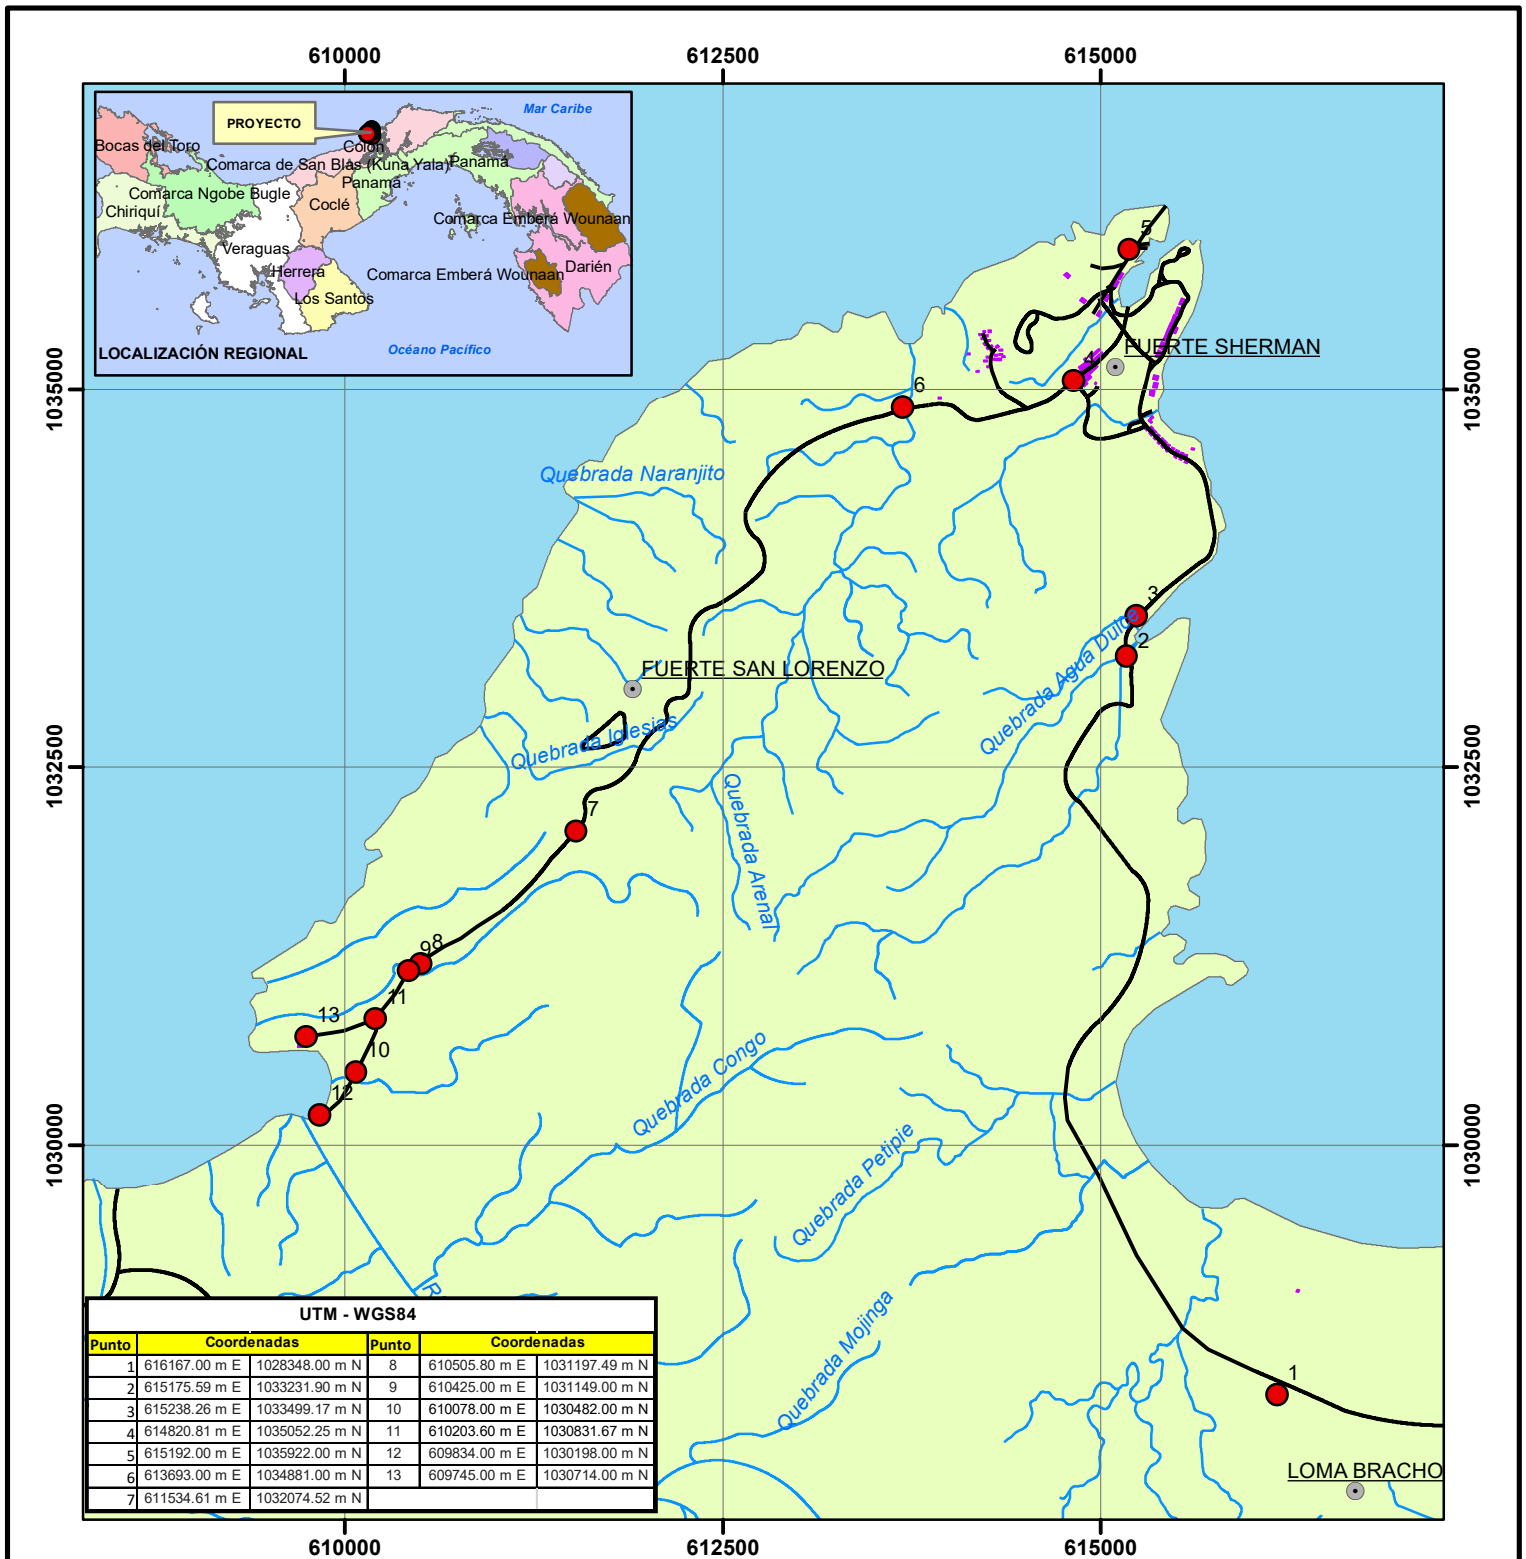 610000
612500
615000
Mar Caribe
PROYECTO
Bocas del Toro
Colón
Comarca de San Blas (Kuna Yala)
Panamá
Panamá
Comarca Ngobe Bugle
Chiriquí
Coclé
Comarca Emberá Wounaan
Veraguas
Herrera
Comarca Emberá Wounaan
Darién
Los Santos
LOCALIZACIÓN REGIONAL
Océano Pacífico
5
FUERTE SHERMAN
4
6
1035000
1035000
Quebrada Naranjito
3
2
Quebrada Agua Dulce
FUERTE SAN LORENZO
Quebrada Iglesias
1032500
1032500
7
Quebrada Arenal
98
11
13
10
12
Quebrada Congo
1030000
1030000
Quebrada Petipie
R
Quebrada Mojinga
1
LOMA BRACHO
UTM - WGS84
Punto Coordenadas Punto Coordenadas
1 616167.00 m E 1028348.00 m N 8 610505.80 m E 1031197.49 m N
2 615175.59 m E 1033231.90 m N 9 610425.00 m E 1031149.00 m N
3 615238.26 m E 1033499.17 m N 10 610078.00 m E 1030482.00 m N
4 614820.81 m E 1035052.25 m N 11 610203.60 m E 1030831.67 m N
5 615192.00 m E 1035922.00 m N 12 609834.00 m E 1030198.00 m N
6 613693.00 m E 1034881.00 m N 13 609745.00 m E 1030714.00 m N
7 611534.61 m E 1032074.52 m N
610000
612500
615000